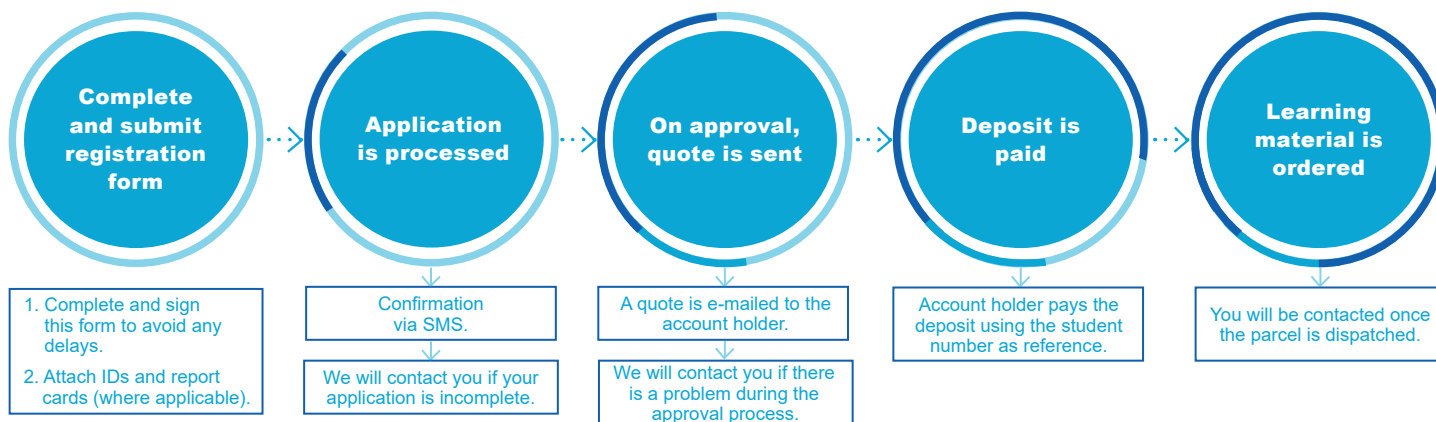 Complete
and submit
registration
form
Application
is processed
On approval,
quote is sent
Deposit is
paid
Learning
material is
ordered
1. Complete and sign
this form to avoid any
delays.
2. Attach IDs and report
cards (where applicable).
Confirmation
via SMS.
We will contact you if your
application is incomplete.
A quote is e-mailed to the
account holder.
We will contact you if there
is a problem during the
approval process.
Account holder pays the
deposit using the student
number as reference.
You will be contacted once
the parcel is dispatched.